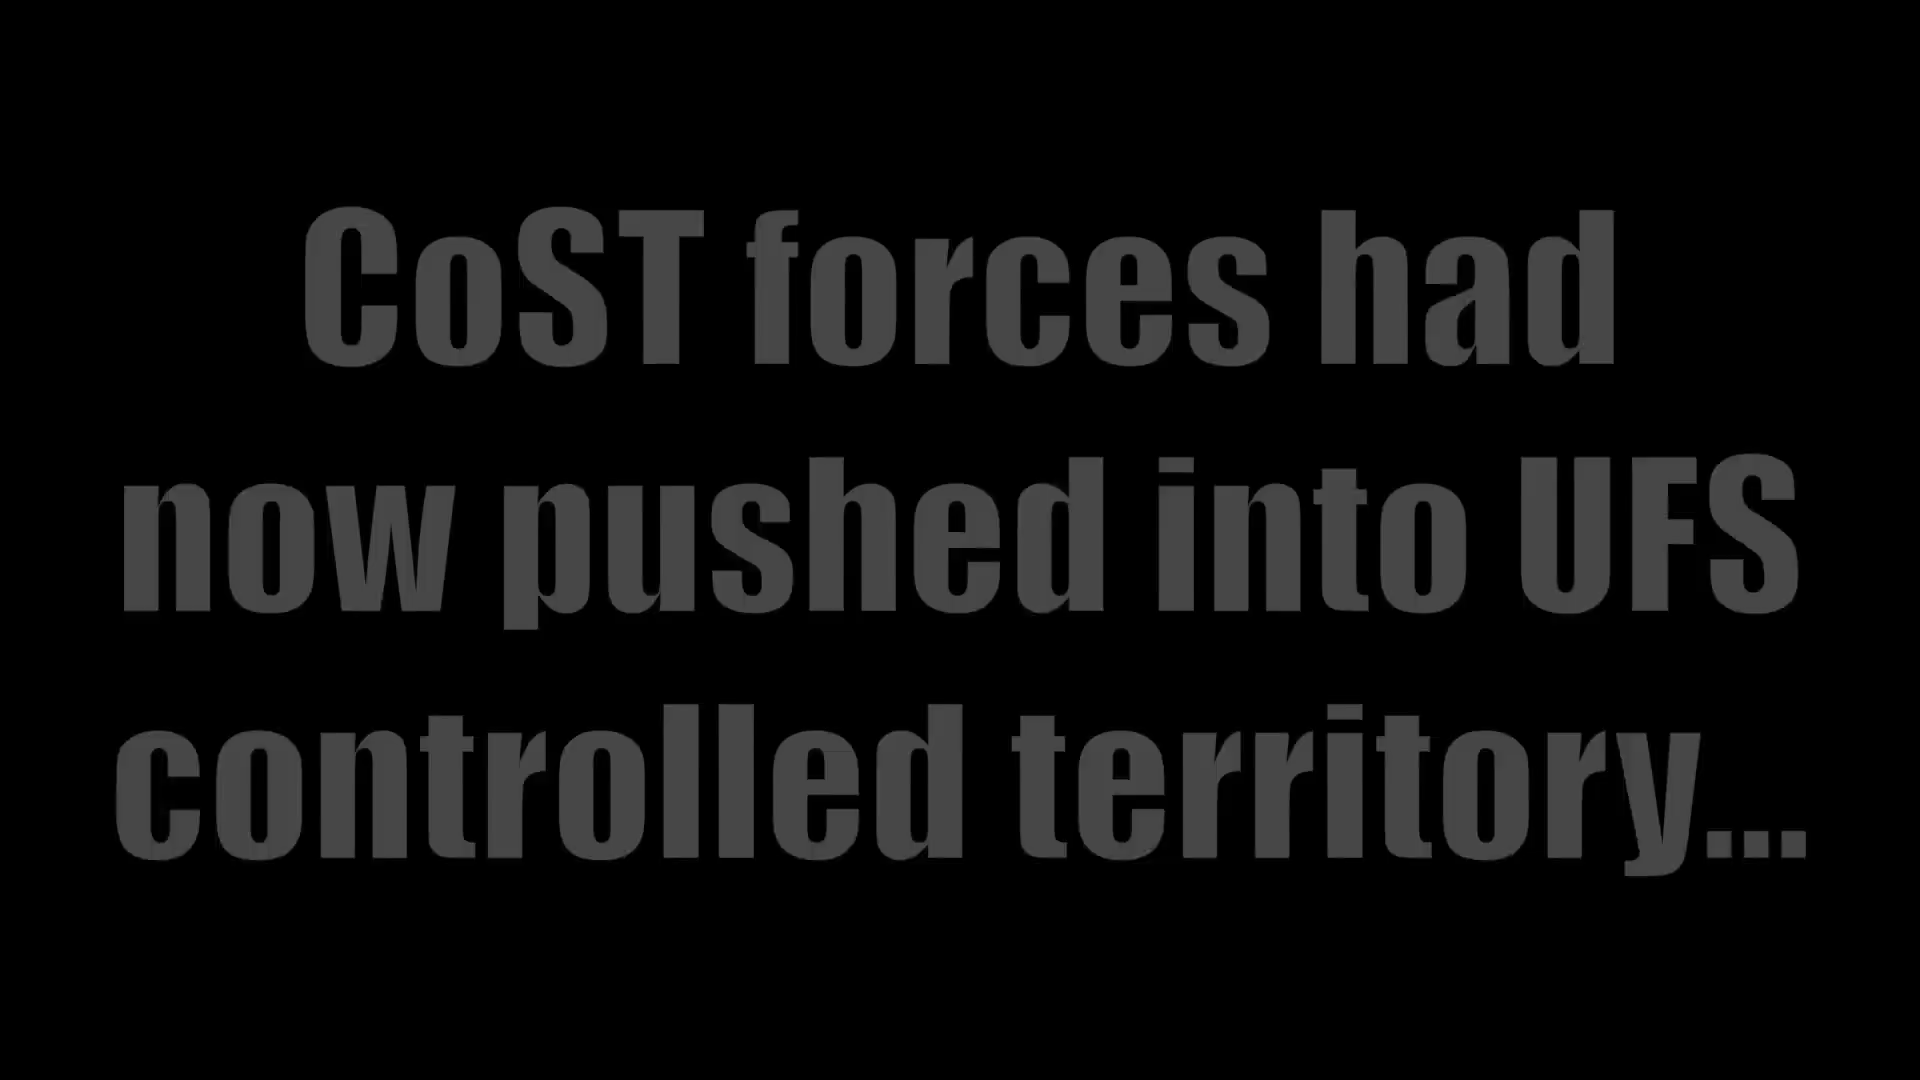 CoST forces had
now pushed into UFS
controlled territory...